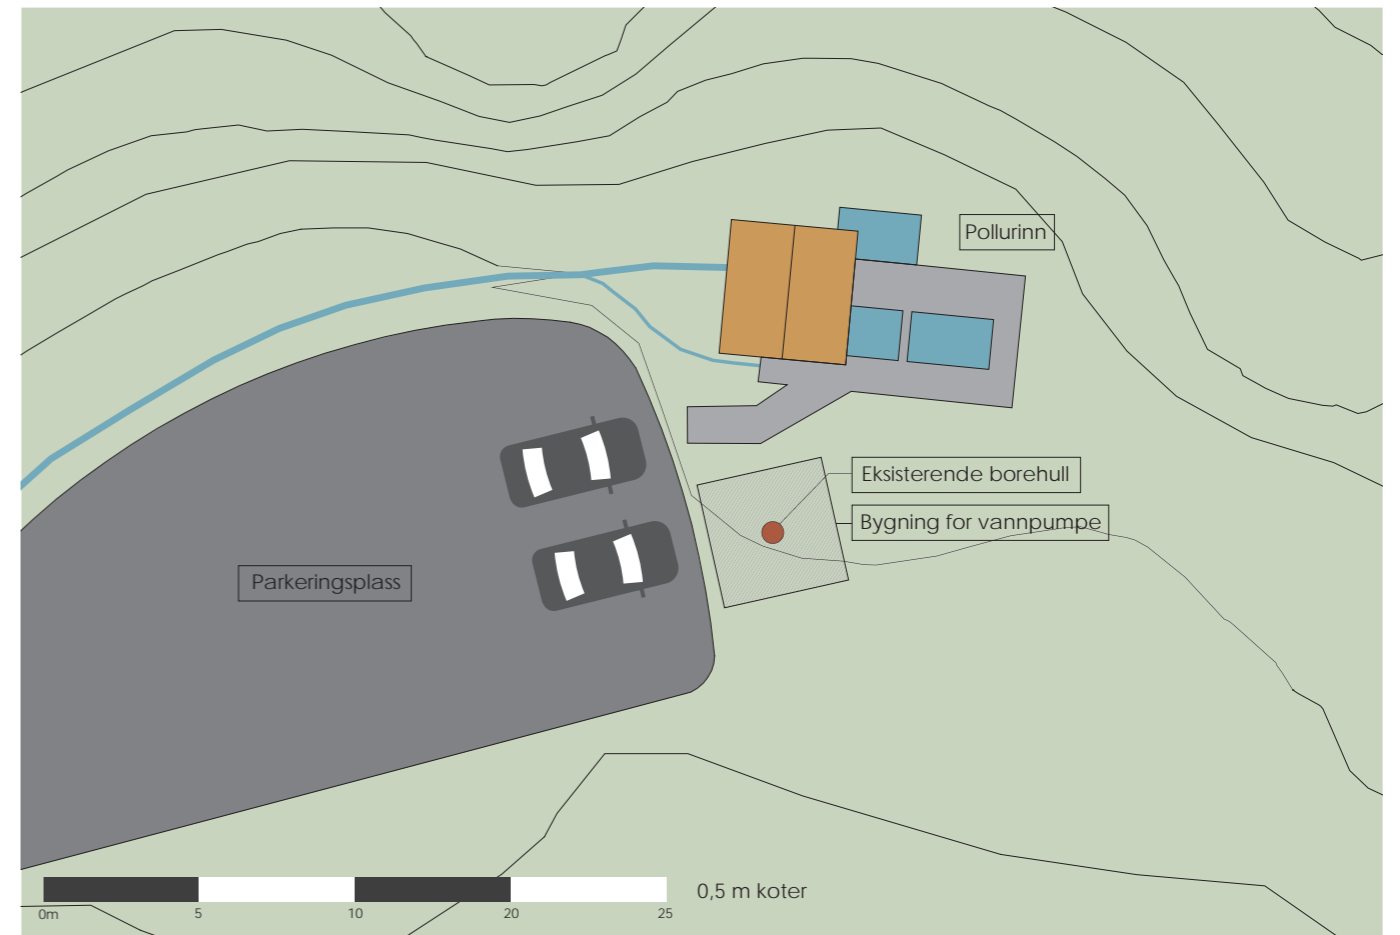 Pollurinn
Eksisterende borehull
Bygning for vannpumpe
Parkeringsplass
0,5 m koter
0m 5 10 20 25